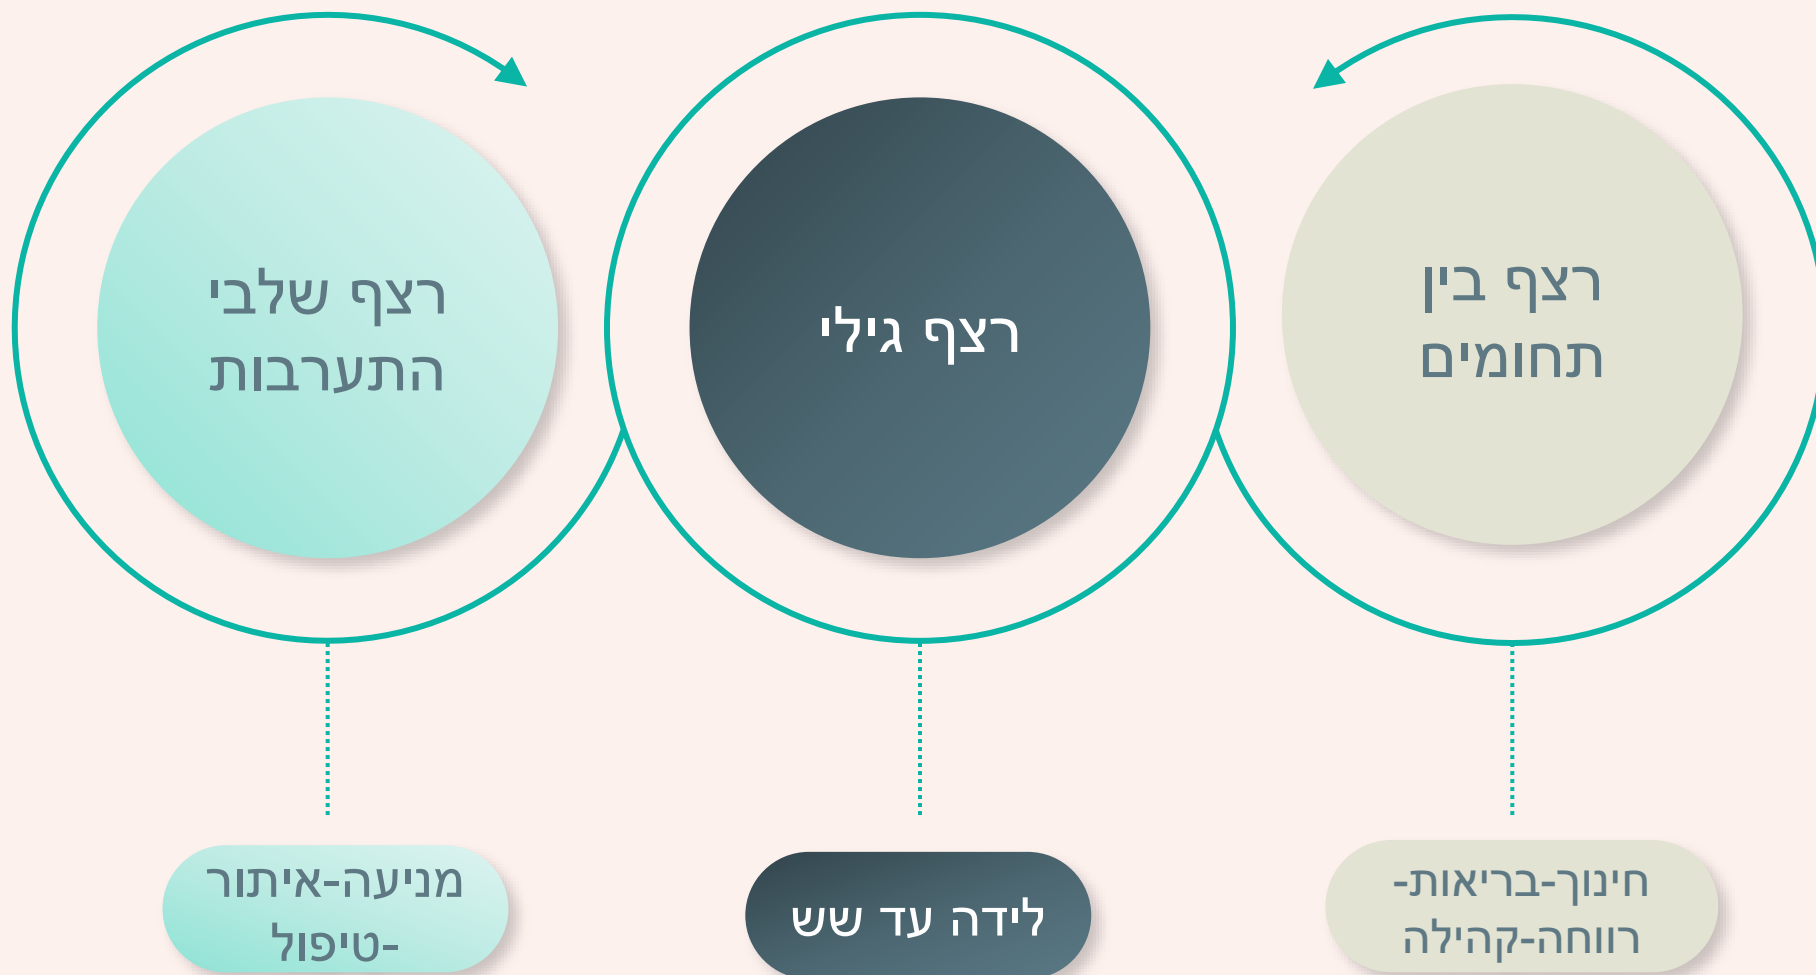 רצף בין
תחומים
רצף גילי
רצף שלבי
התערבות
חינוך-בריאות-
רווחה-קהילה
לידה עד שש
מניעה-איתור
-טיפול